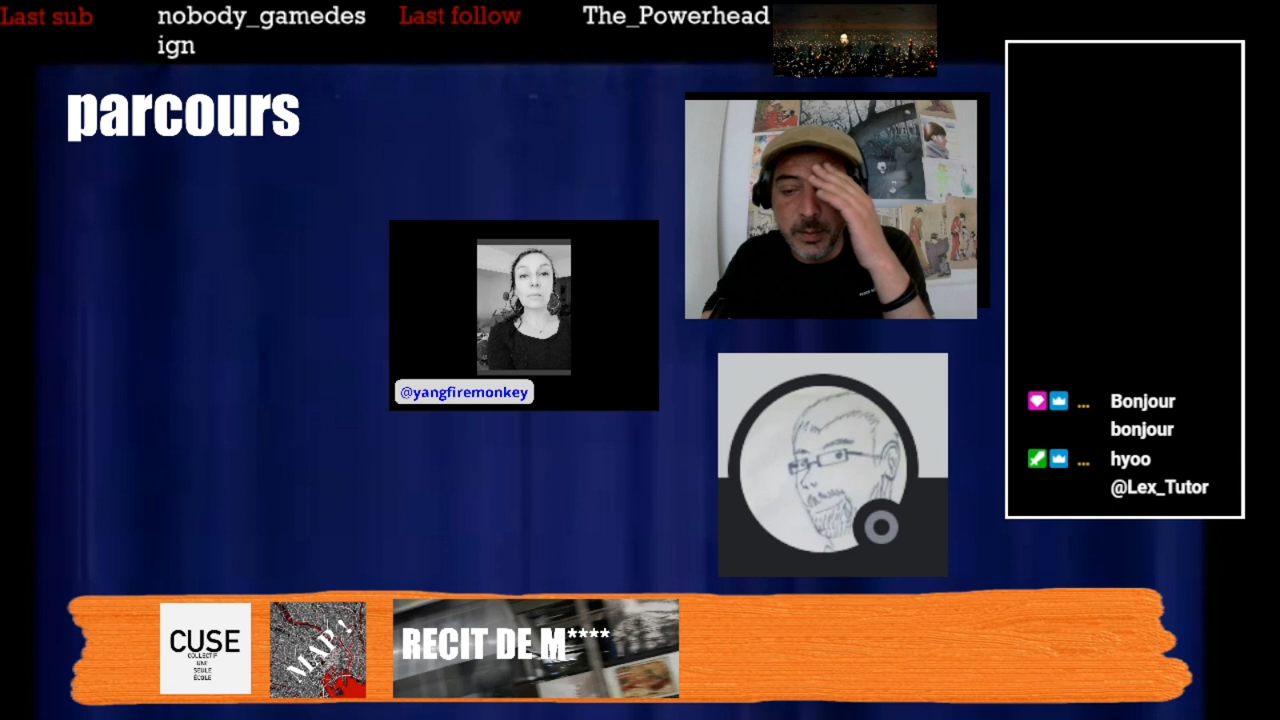 Last sub
nobody_gamedes
ign
Last follow
The_Powerhead
parcours
@yangfiremonkey
... Bonjour
bonjour
... hyoo
@Lex_Tutor
CUSE
COLLECTIF
UNE
SEULE
ÉCOLE
MAP !
RECIT DE M****